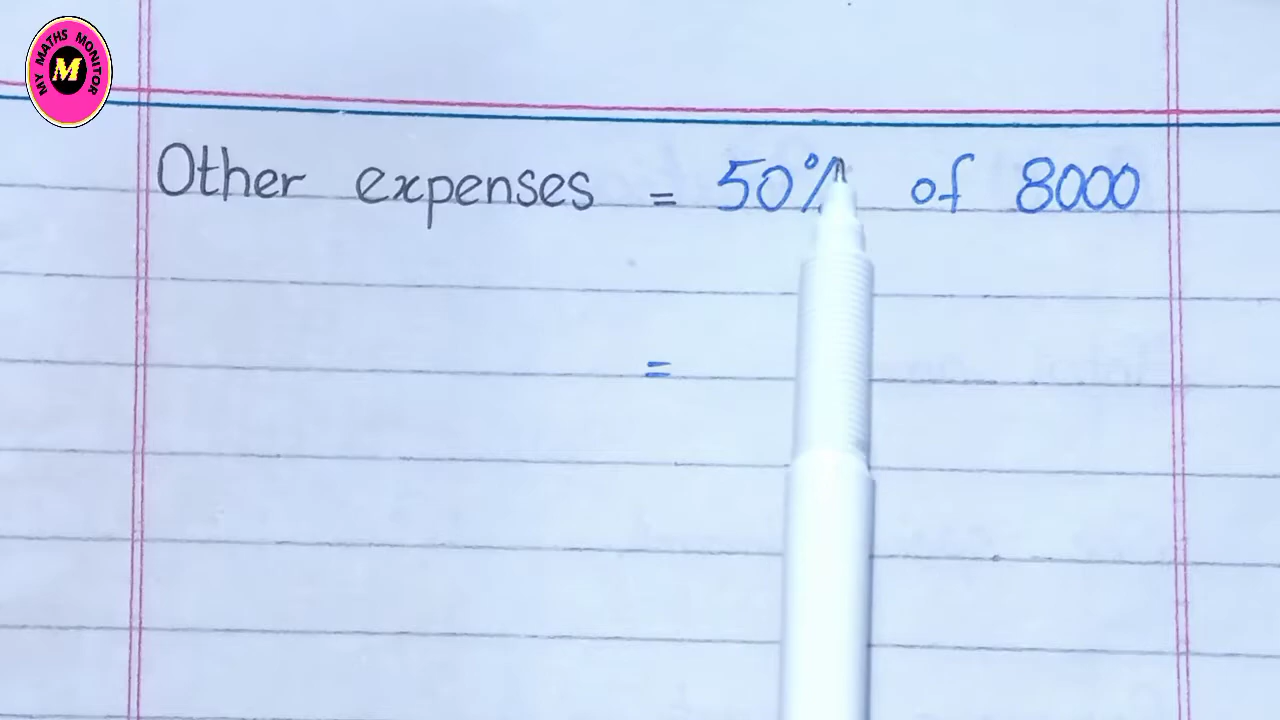 MY MATHS MONITOR
M
Other expenses = 50% of 8000
=